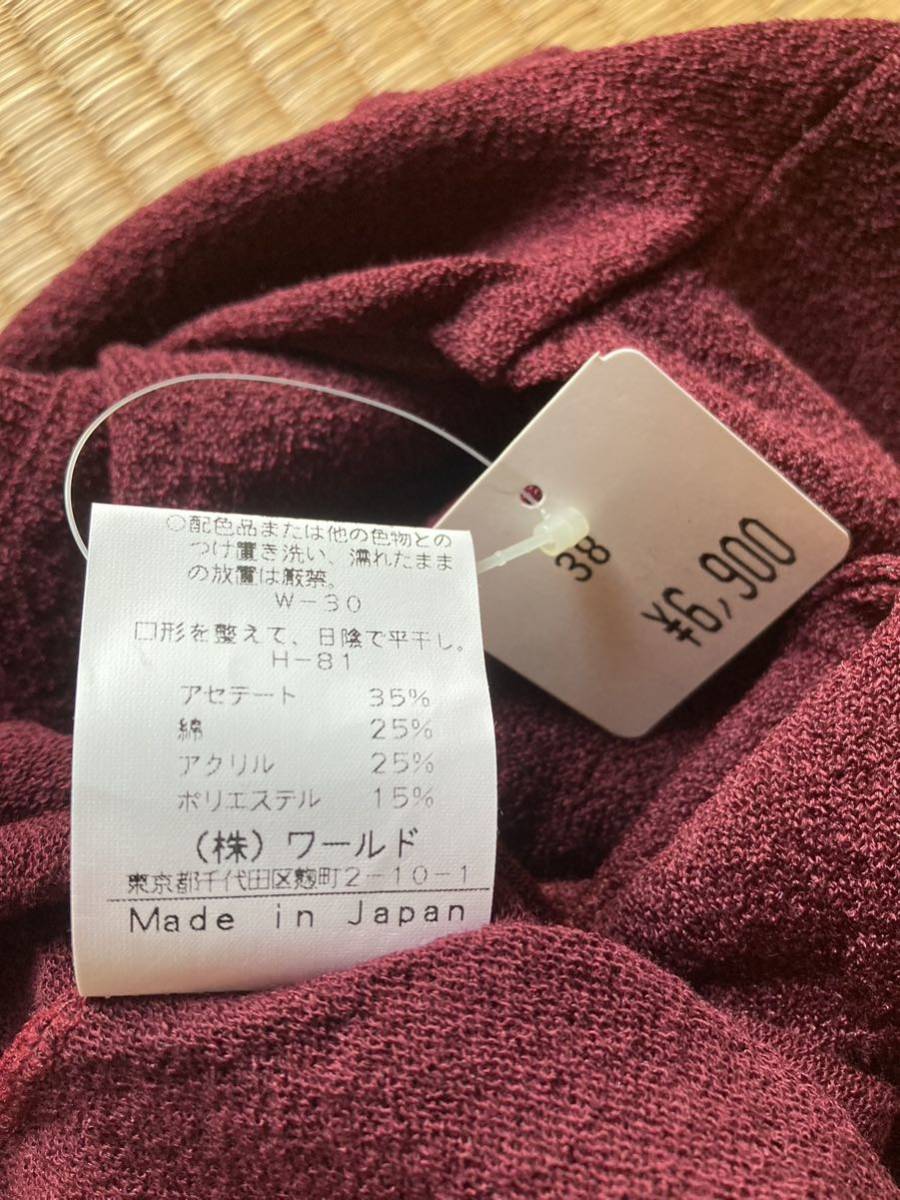 ○配色品または他の色物との
つけ置き洗い、濡れたまま
の放置は厳禁。
W-30
□形を整えて、日陰で平干し。
H-81
アセテート 35%
綿 25%
アクリル 25%
ポリエステル 15%
(株)ワールド
東京都千代田区麹町2-10-1
Made in Japan
38
¥6,900